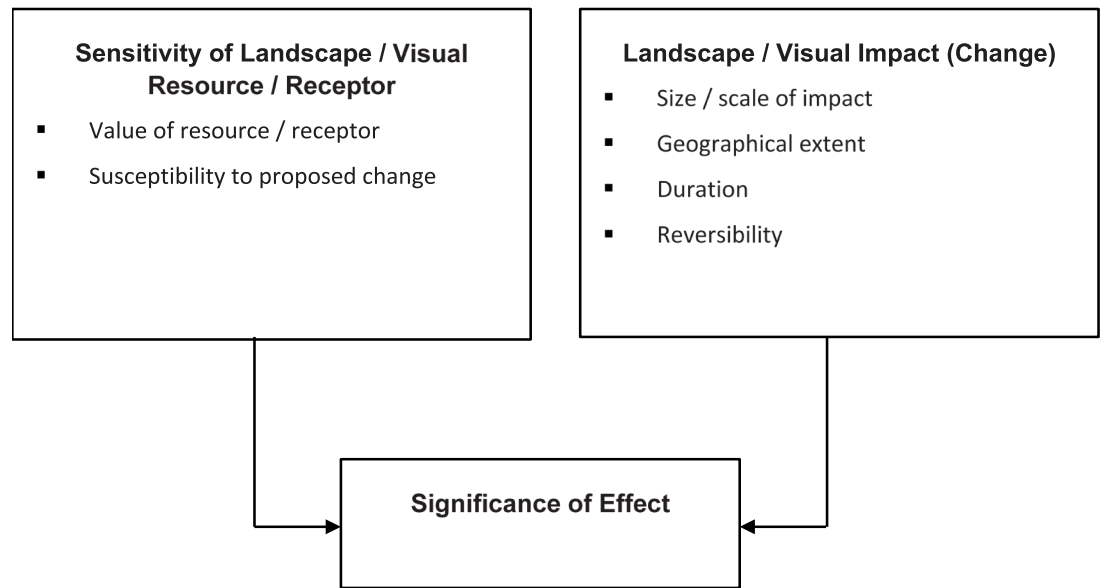 Sensitivity of Landscape / Visual
Resource / Receptor
▪ Value of resource / receptor
▪ Susceptibility to proposed change
Landscape / Visual Impact (Change)
▪ Size / scale of impact
▪ Geographical extent
▪ Duration
▪ Reversibility
Significance of Effect